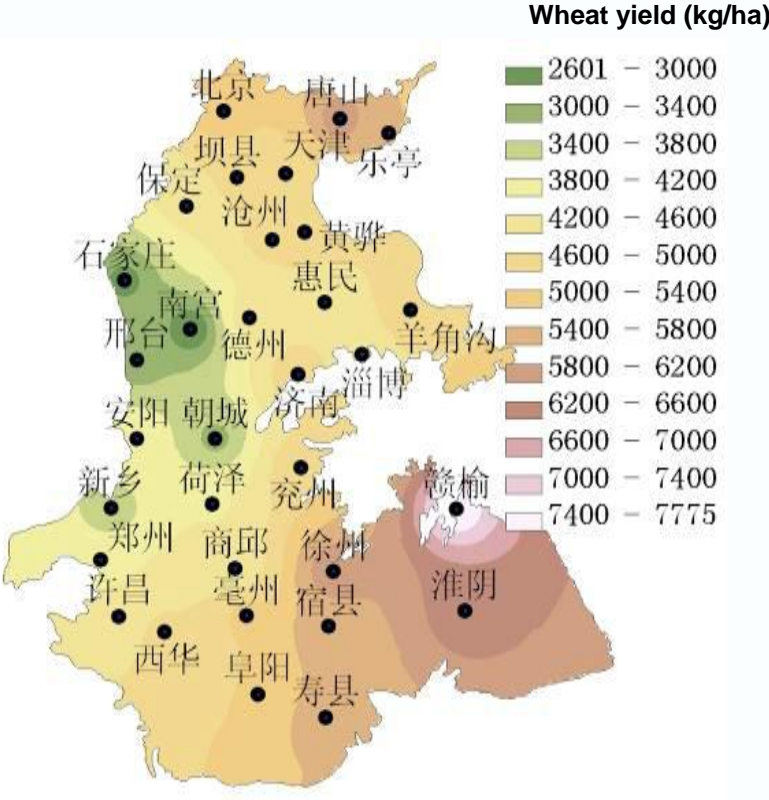 Wheat yield (kg/ha)
2601 - 3000
3000 - 3400
3400 - 3800
3800 - 4200
4200 - 4600
4600 - 5000
5000 - 5400
5400 - 5800
5800 - 6200
6200 - 6600
6600 - 7000
7000 - 7400
7400 - 7775
北京
唐山
坝县
天津
乐亭
保定
沧州
黄骅
石家庄
惠民
南宫
邢台
德州
羊角沟
淄博
济南
安阳
朝城
新乡
荷泽
兖州
赣榆
郑州
商邱
徐州
许昌
亳州
宿县
淮阴
西华
阜阳
寿县